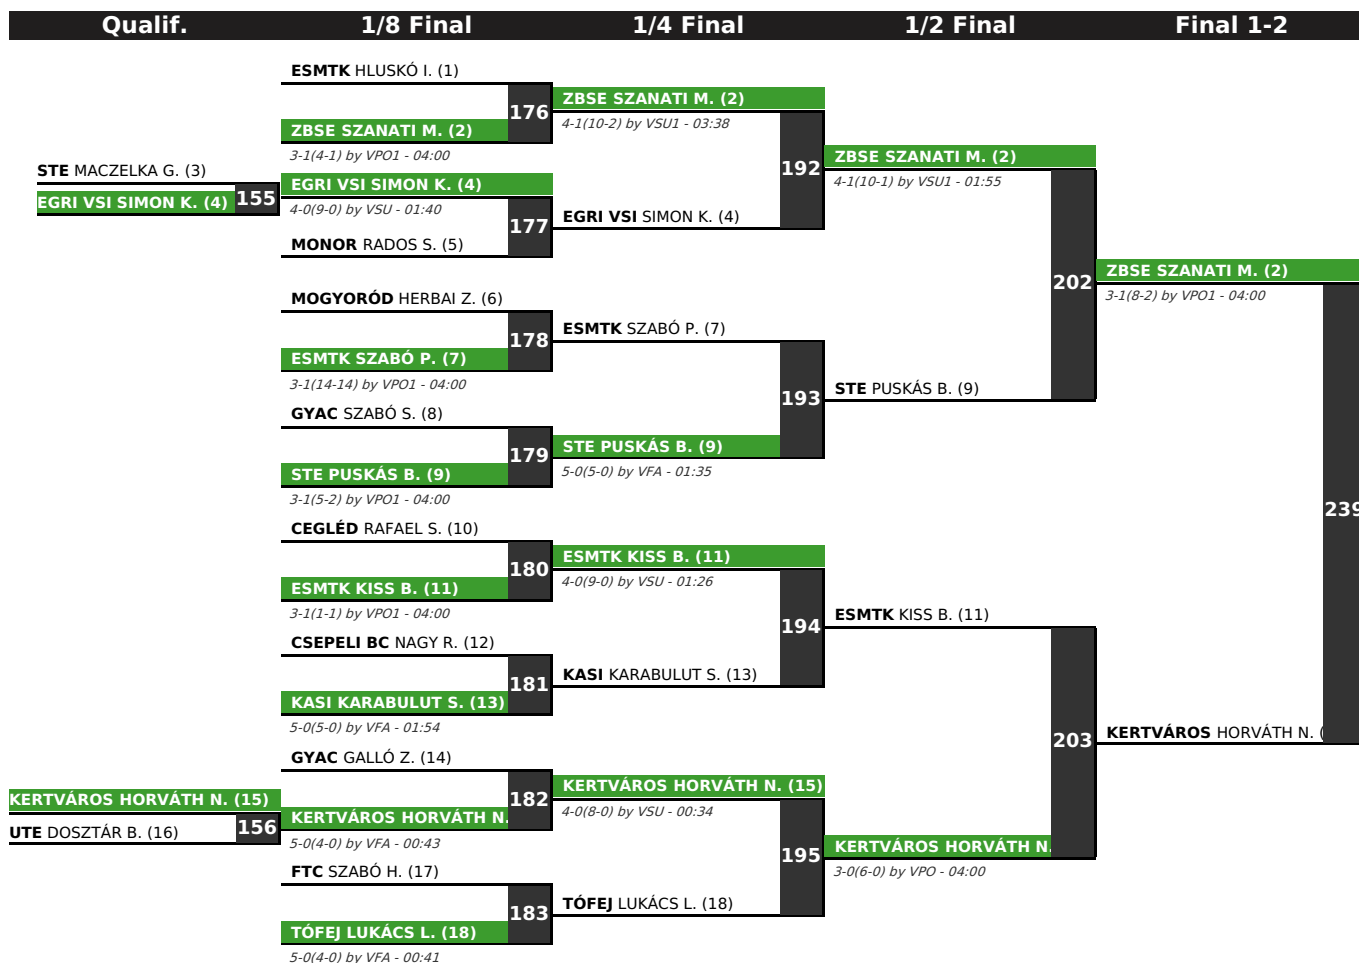 Qualif.
1/8 Final
1/4 Final
1/2 Final
Final 1-2
STE MACZELKA G. (3)
EGRI VSI SIMON K. (4)
155
KERTVÁROS HORVÁTH N. (15)
UTE DOSZTÁR B. (16)
156
ESMTK HLUSKÓ I. (1)
176
ZBSE SZANATI M. (2)
3-1(4-1) by VPO1 - 04:00
EGRI VSI SIMON K. (4)
4-0(9-0) by VSU - 01:40
177
MONOR RADOS S. (5)
MOGYORÓD HERBAI Z. (6)
178
ESMTK SZABÓ P. (7)
3-1(14-14) by VPO1 - 04:00
GYAC SZABÓ S. (8)
179
STE PUSKÁS B. (9)
3-1(5-2) by VPO1 - 04:00
CEGLÉD RAFAEL S. (10)
180
ESMTK KISS B. (11)
3-1(1-1) by VPO1 - 04:00
CSEPELI BC NAGY R. (12)
181
KASI KARABULUT S. (13)
5-0(5-0) by VFA - 01:54
GYAC GALLÓ Z. (14)
182
KERTVÁROS HORVÁTH N.
5-0(4-0) by VFA - 00:43
FTC SZABÓ H. (17)
183
TÓFEJ LUKÁCS L. (18)
5-0(4-0) by VFA - 00:41
ZBSE SZANATI M. (2)
4-1(10-2) by VSU1 - 03:38
192
EGRI VSI SIMON K. (4)
ESMTK SZABÓ P. (7)
193
STE PUSKÁS B. (9)
5-0(5-0) by VFA - 01:35
ESMTK KISS B. (11)
4-0(9-0) by VSU - 01:26
194
KASI KARABULUT S. (13)
KERTVÁROS HORVÁTH N. (15)
4-0(8-0) by VSU - 00:34
195
TÓFEJ LUKÁCS L. (18)
ZBSE SZANATI M. (2)
4-1(10-1) by VSU1 - 01:55
202
STE PUSKÁS B. (9)
ESMTK KISS B. (11)
203
KERTVÁROS HORVÁTH N.
3-0(6-0) by VPO - 04:00
ZBSE SZANATI M. (2)
3-1(8-2) by VPO1 - 04:00
239
KERTVÁROS HORVÁTH N. (